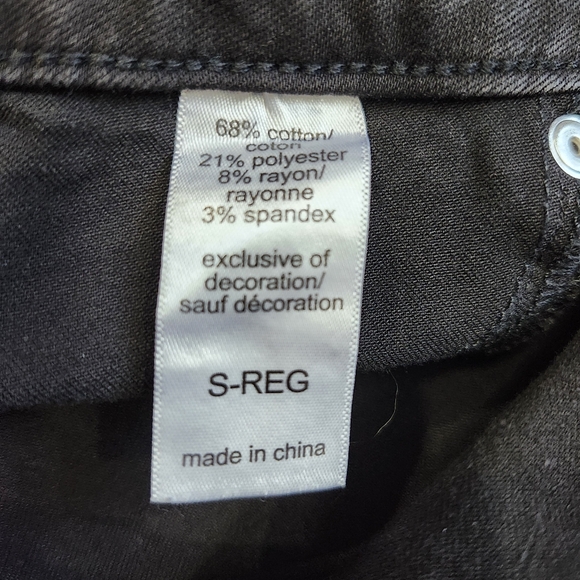 68% cotton/
coton
21% polyester
8% rayon/
rayonne
3% spandex
exclusive of
decoration/
sauf décoration
S-REG
made in china